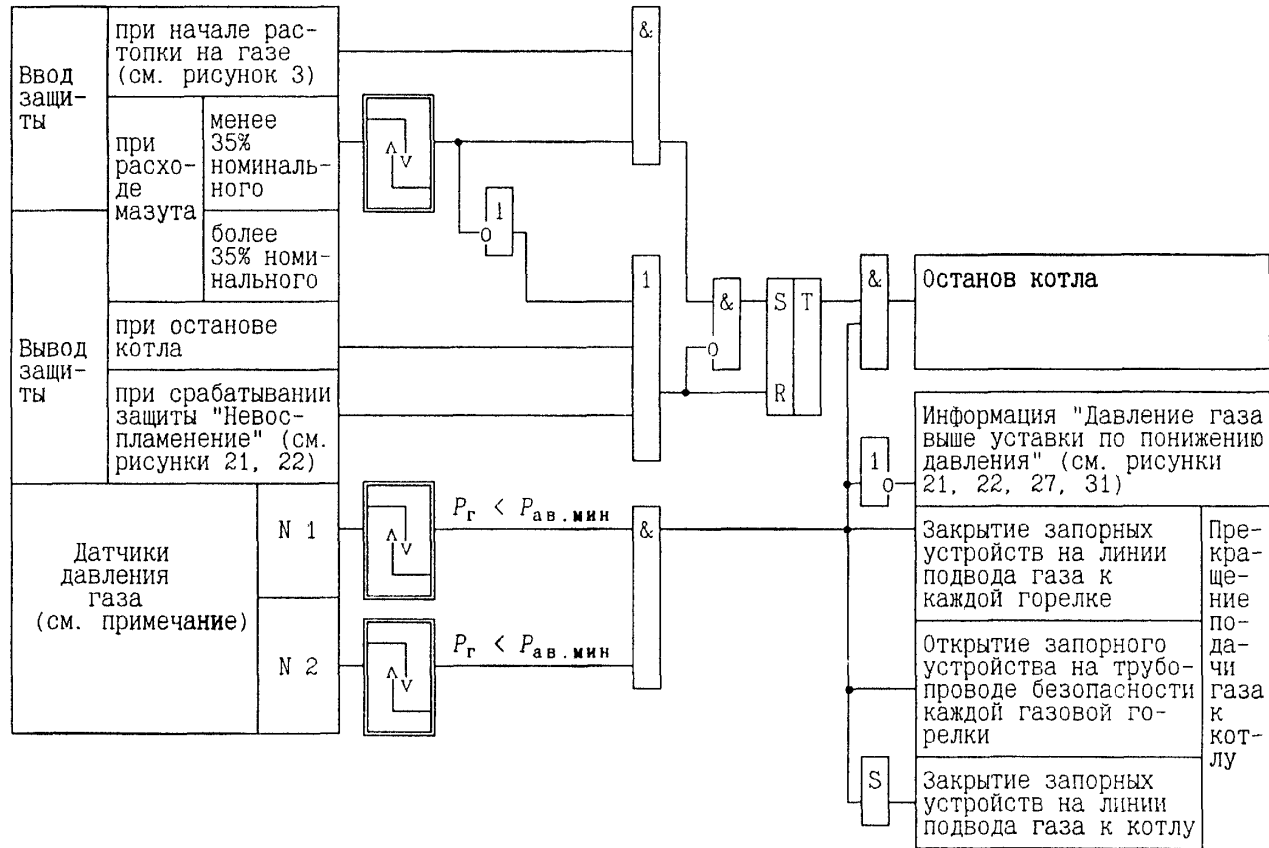 Ввод
защи-
ты
при начале рас-
топки на газе
(см. рисунок 3)
при
расхо-
де
мазута
менее
35%
номиналь-
ного
более
35% номи-
нального
Вывод
защи-
ты
при останове
котла
при срабатывании
защиты "Невос-
пламенение" (см.
рисунки 21, 22)
Датчики
давления
газа
(см. примечание)
N 1
N 2
Pг < Pав.мин
Pг < Pав.мин
&
1
1
&
&
S T
R
&
1
S
Останов котла
Информация "Давление газа
выше уставки по понижению
давления" (см. рисунки
21, 22, 27, 31)
Закрытие запорных
устройств на линии
подвода газа к
каждой горелке
Открытие запорного
устройства на трубо-
проводе безопасности
каждой газовой го-
релки
Закрытие запорных
устройств на линии
подвода газа к котлу
Пре-
кра-
ще-
ние
по-
да-
чи
газа
к
кот-
лу